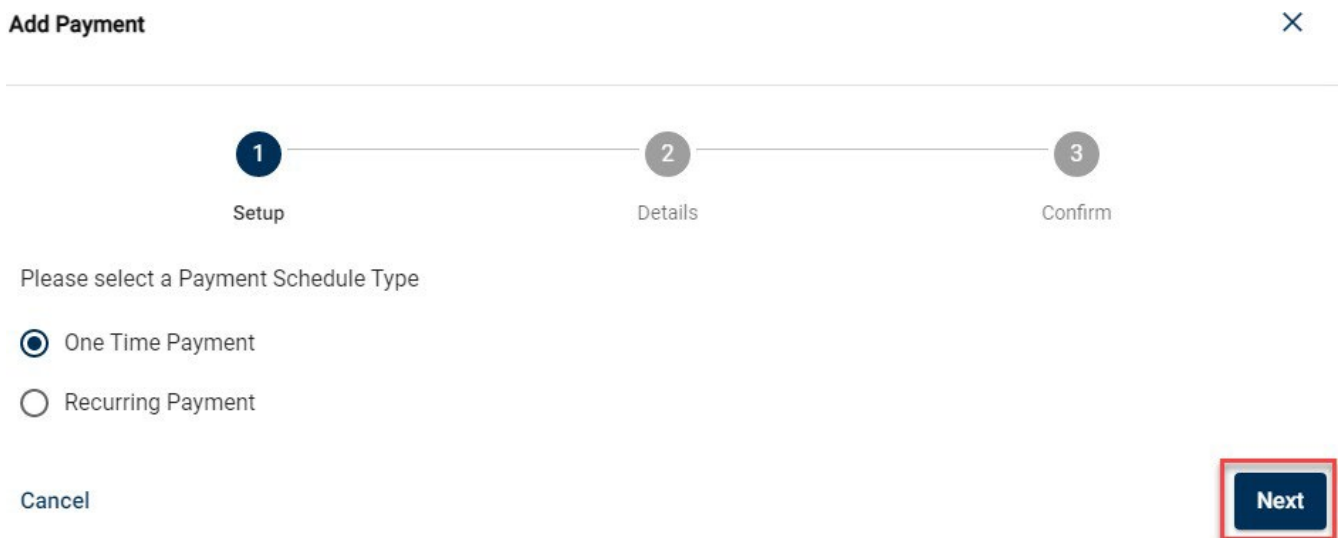 Add Payment
1 2 3
Setup Details Confirm
Please select a Payment Schedule Type
One Time Payment
Recurring Payment
Cancel Next